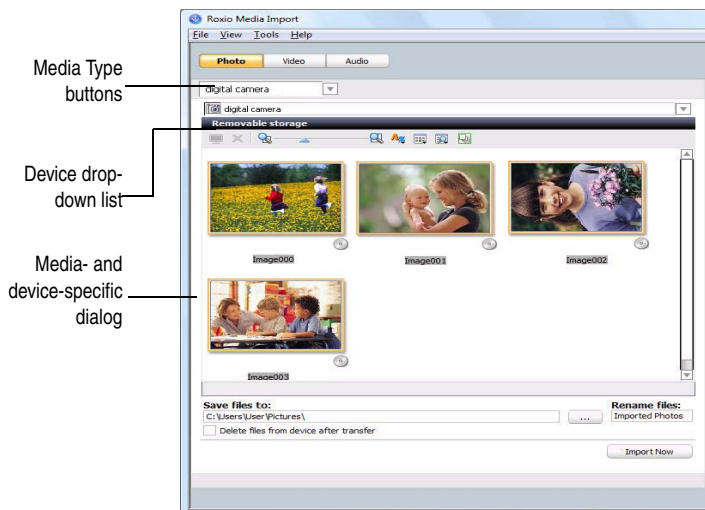 Roxio Media Import
File View Tools Help
Photo Video Audio
Media Type
buttons
digital camera
digital camera
Removable storage
Device drop-
down list
Image000 Image001 Image002
Media- and
device-specific
dialog
Image003
Save files to: Rename files:
C:\Users\User\Pictures\ ... Imported Photos
Delete files from device after transfer
Import Now